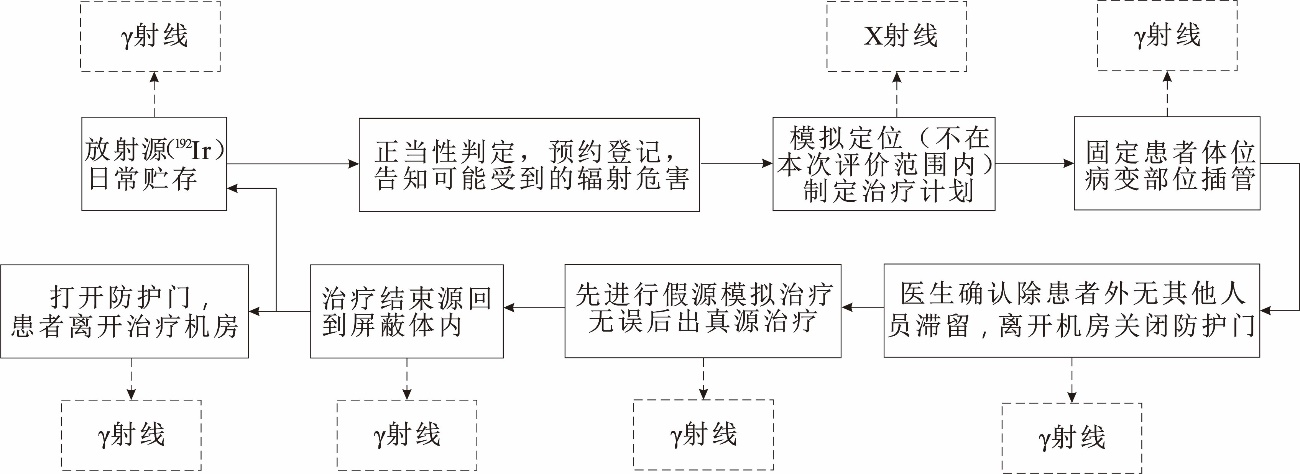 γ射线
X射线
γ射线
放射源(¹⁹²Ir)
日常贮存
正当性判定，预约登记，
告知可能受到的辐射危害
模拟定位（不在
本次评价范围内）
制定治疗计划
固定患者体位
病变部位插管
打开防护门，
患者离开治疗机房
治疗结束源回
到屏蔽体内
先进行假源模拟治疗
无误后出真源治疗
医生确认除患者外无其他人
员滞留，离开机房关闭防护门
γ射线
γ射线
γ射线
γ射线